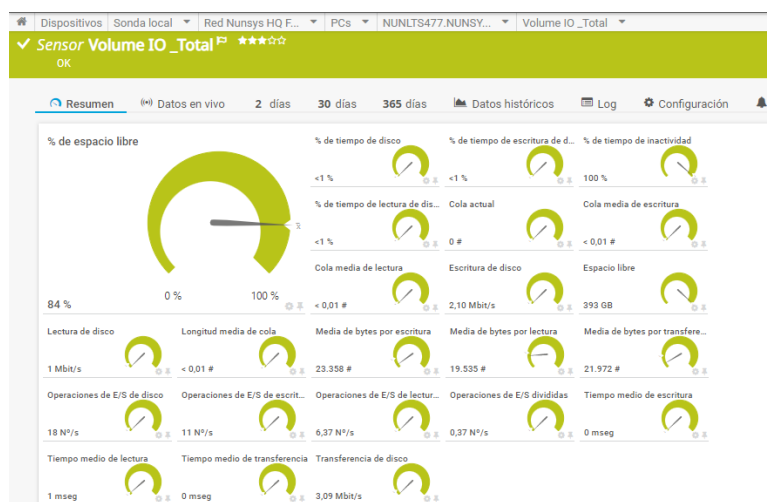 Dispositivos Sonda local Red Nunsys HQ F... PCs NUNLTS477.NUNSY... Volume IO _Total
Sensor Volume IO _Total
OK
Resumen Datos en vivo 2 días 30 días 365 días Datos históricos Log Configuración
% de espacio libre
84 %
0 %
100 %
% de tiempo de disco
<1 %
% de tiempo de escritura de d...
<1 %
% de tiempo de inactividad
100 %
% de tiempo de lectura de dis...
<1 %
Cola actual
0 #
Cola media de escritura
< 0,01 #
Cola media de lectura
< 0,01 #
Escritura de disco
2,10 Mbit/s
Espacio libre
393 GB
Lectura de disco
1 Mbit/s
Longitud media de cola
< 0,01 #
Media de bytes por escritura
23.358 #
Media de bytes por lectura
19.535 #
Media de bytes por transfere...
21.972 #
Operaciones de E/S de disco
18 Nº/s
Operaciones de E/S de escrit...
11 Nº/s
Operaciones de E/S de lectur...
6,37 Nº/s
Operaciones de E/S divididas
0,37 Nº/s
Tiempo medio de escritura
0 mseg
Tiempo medio de lectura
1 mseg
Tiempo medio de transferencia
0 mseg
Transferencia de disco
3,09 Mbit/s